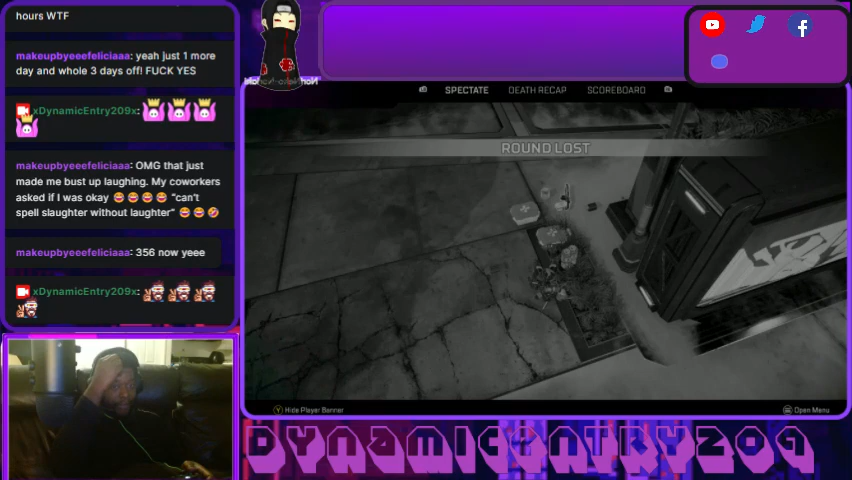 hours WTF
makeupbyeeefeliciaaa: yeah just 1 more
day and whole 3 days off! FUCK YES
xDynamicEntry209x:
makeupbyeeefeliciaaa: OMG that just
made me bust up laughing. My coworkers
asked if I was okay "can't
spell slaughter without laughter"
makeupbyeeefeliciaaa: 356 now yeee
xDynamicEntry209x:
SPECTATE
DEATH RECAP
SCOREBOARD
ROUND LOST
Y Hide Player Banner
Open Menu